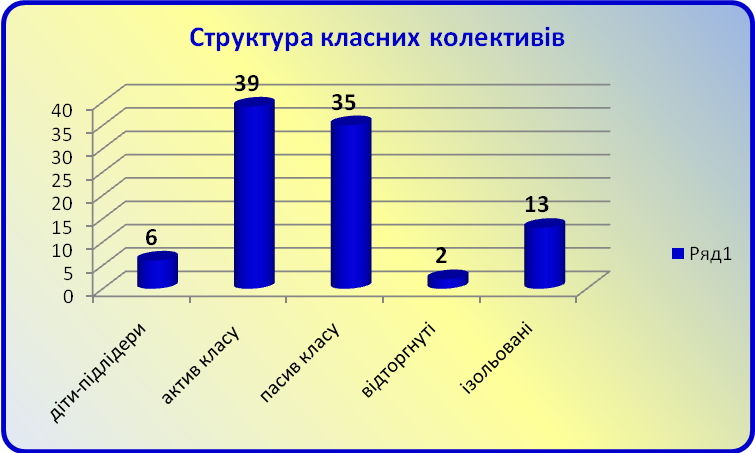 Структура класних колективів
39
35
13
6
2
40
35
30
25
20
15
10
5
0
діти-підлідери
актив класу
пасив класу
відторгнуті
ізольовані
Ряд1